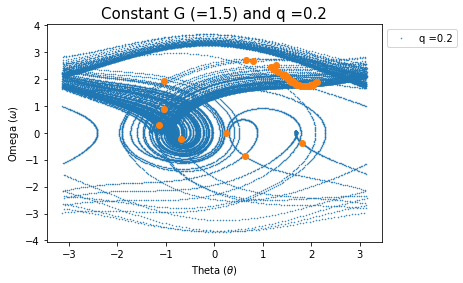 Constant G (=1.5) and q =0.2
q =0.2
4
3
2
1
0
−1
−2
−3
−4
Omega (ω)
−3 −2 −1 0 1 2 3
Theta (θ)